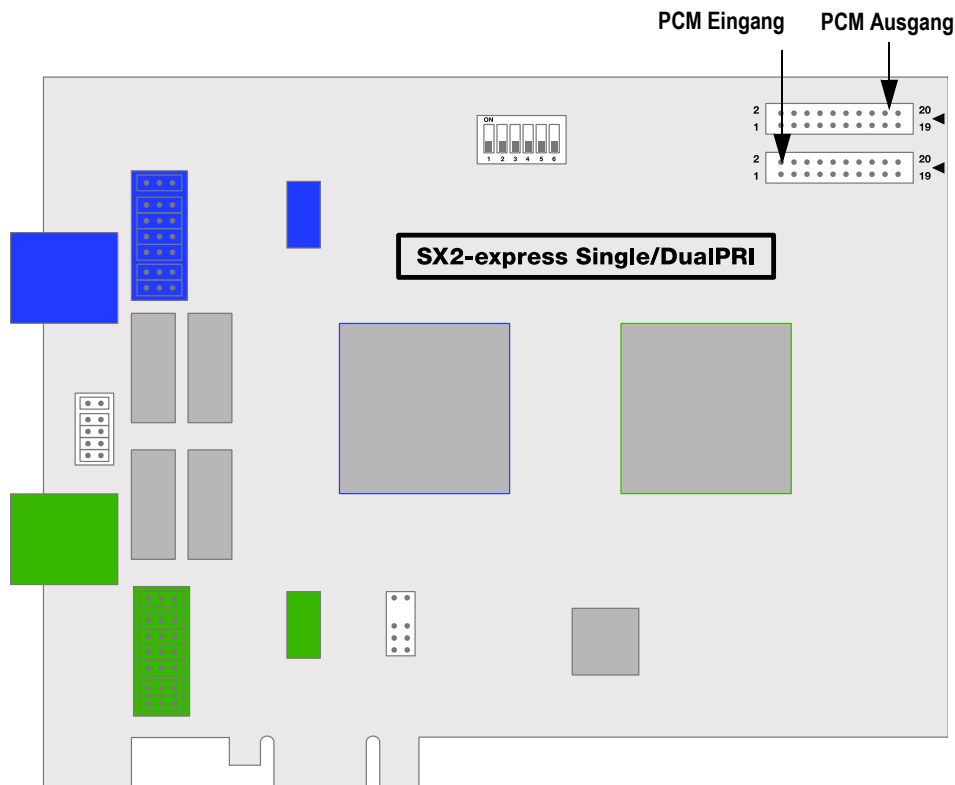 PCM Eingang PCM Ausgang
ON
1 2 3 4 5 6
2 20
1 19
2 20
1 19
SX2-express Single/DualPRI